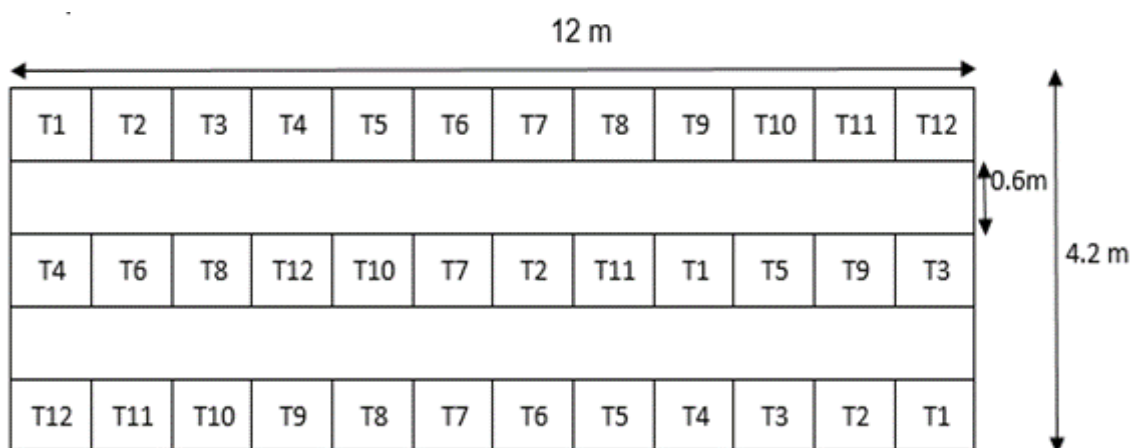 12 m
T1 T2 T3 T4 T5 T6 T7 T8 T9 T10 T11 T12
0.6m
T4 T6 T8 T12 T10 T7 T2 T11 T1 T5 T9 T3
4.2 m
T12 T11 T10 T9 T8 T7 T6 T5 T4 T3 T2 T1